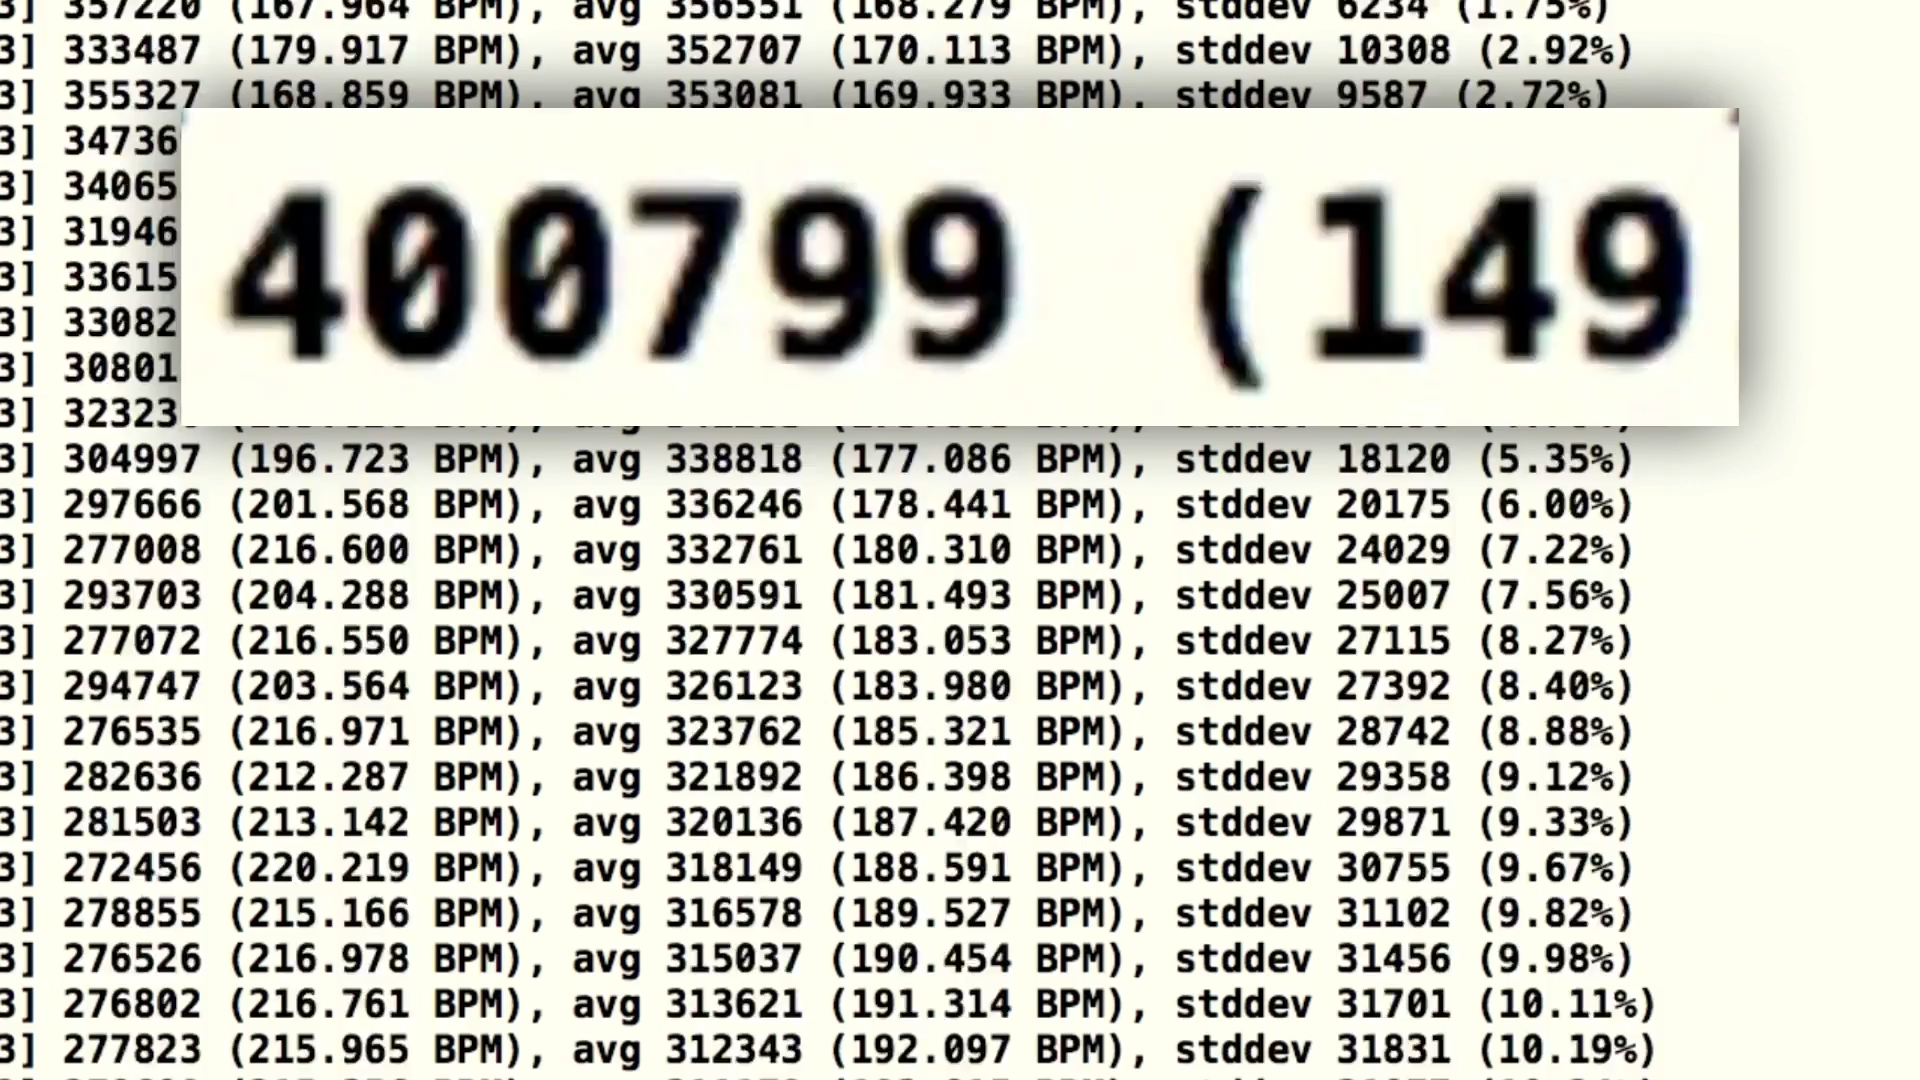 3] 357220 (167.964 BPM), avg 356551 (168.279 BPM), stddev 6234 (1.75%)
3] 333487 (179.917 BPM), avg 352707 (170.113 BPM), stddev 10308 (2.92%)
3] 355327 (168.859 BPM), avg 353081 (169.933 BPM), stddev 9587 (2.72%)
3] 34736
3] 34065
3] 31946
3] 33615
3] 33082
3] 30801
3] 32323
400799 (149
3] 304997 (196.723 BPM), avg 338818 (177.086 BPM), stddev 18120 (5.35%)
3] 297666 (201.568 BPM), avg 336246 (178.441 BPM), stddev 20175 (6.00%)
3] 277008 (216.600 BPM), avg 332761 (180.310 BPM), stddev 24029 (7.22%)
3] 293703 (204.288 BPM), avg 330591 (181.493 BPM), stddev 25007 (7.56%)
3] 277072 (216.550 BPM), avg 327774 (183.053 BPM), stddev 27115 (8.27%)
3] 294747 (203.564 BPM), avg 326123 (183.980 BPM), stddev 27392 (8.40%)
3] 276535 (216.971 BPM), avg 323762 (185.321 BPM), stddev 28742 (8.88%)
3] 282636 (212.287 BPM), avg 321892 (186.398 BPM), stddev 29358 (9.12%)
3] 281503 (213.142 BPM), avg 320136 (187.420 BPM), stddev 29871 (9.33%)
3] 272456 (220.219 BPM), avg 318149 (188.591 BPM), stddev 30755 (9.67%)
3] 278855 (215.166 BPM), avg 316578 (189.527 BPM), stddev 31102 (9.82%)
3] 276526 (216.978 BPM), avg 315037 (190.454 BPM), stddev 31456 (9.98%)
3] 276802 (216.761 BPM), avg 313621 (191.314 BPM), stddev 31701 (10.11%)
3] 277823 (215.965 BPM), avg 312343 (192.097 BPM), stddev 31831 (10.19%)